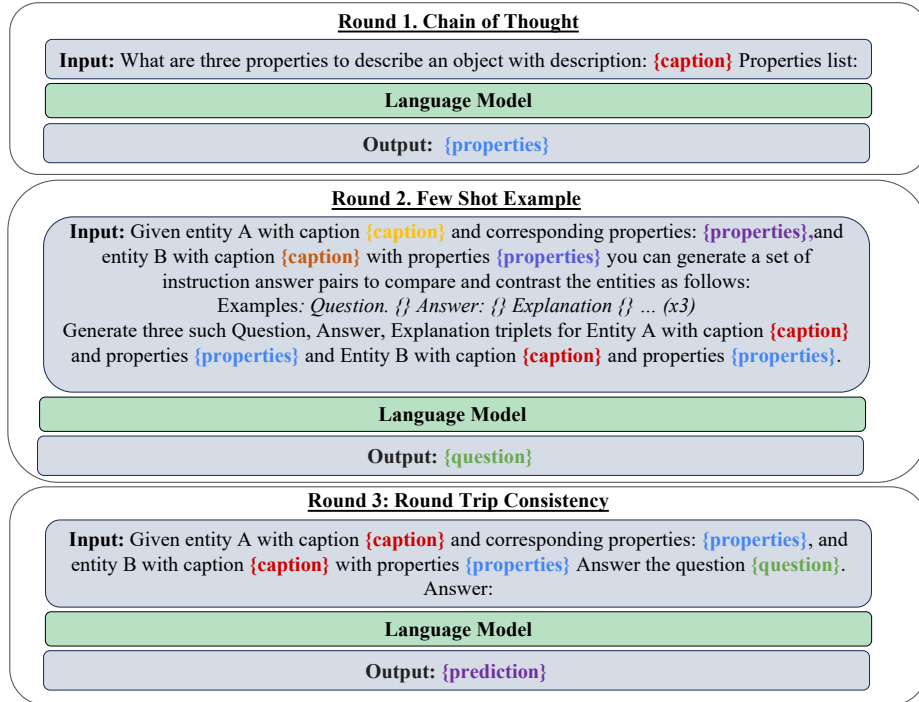 Round 1. Chain of Thought
Input: What are three properties to describe an object with description: {caption} Properties list:
Language Model
Output: {properties}
Round 2. Few Shot Example
Input: Given entity A with caption {caption} and corresponding properties: {properties},and
entity B with caption {caption} with properties {properties} you can generate a set of
instruction answer pairs to compare and contrast the entities as follows:
Examples: Question. {} Answer: {} Explanation {} ... (x3)
Generate three such Question, Answer, Explanation triplets for Entity A with caption {caption}
and properties {properties} and Entity B with caption {caption} and properties {properties}.
Language Model
Output: {question}
Round 3: Round Trip Consistency
Input: Given entity A with caption {caption} and corresponding properties: {properties}, and
entity B with caption {caption} with properties {properties} Answer the question {question}.
Answer:
Language Model
Output: {prediction}